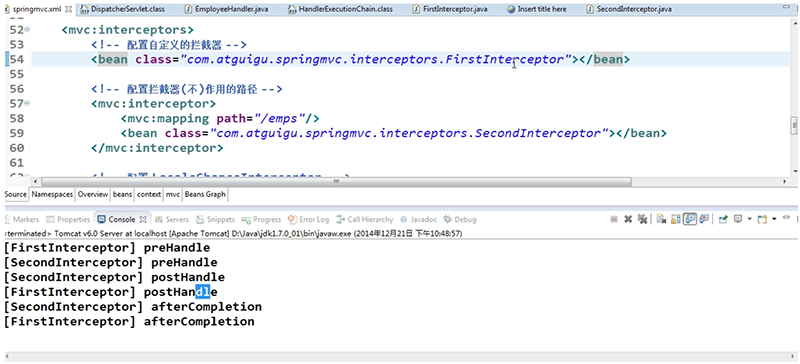 springmvc.xml DispatcherServlet.class EmployeeHandler.java HandlerExecutionChain.class FirstInterceptor.java Insert title here SecondInterceptor.java
52
53 <mvc:interceptors>
53 <!-- 配置自定义的拦截器 -->
54 <bean class="com.atguigu.springmvc.interceptors.FirstInterceptor"></bean>
55
56 <!-- 配置拦截器(不)作用的路径 -->
57 <mvc:interceptor>
58 <mvc:mapping path="/emps"/>
59 <bean class="com.atguigu.springmvc.interceptors.SecondInterceptor"></bean>
60 </mvc:interceptor>
61
Source Namespaces Overview beans context mvc Beans Graph
Markers Properties Console Servers Snippets Progress Error Log Call Hierarchy Javadoc Debug
<terminated> Tomcat v6.0 Server at localhost [Apache Tomcat] D:\Java\jdk1.7.0_01\bin\javaw.exe (2014年12月21日 下午10:48:57)
[FirstInterceptor] preHandle
[SecondInterceptor] preHandle
[SecondInterceptor] postHandle
[FirstInterceptor] postHandle
[SecondInterceptor] afterCompletion
[FirstInterceptor] afterCompletion